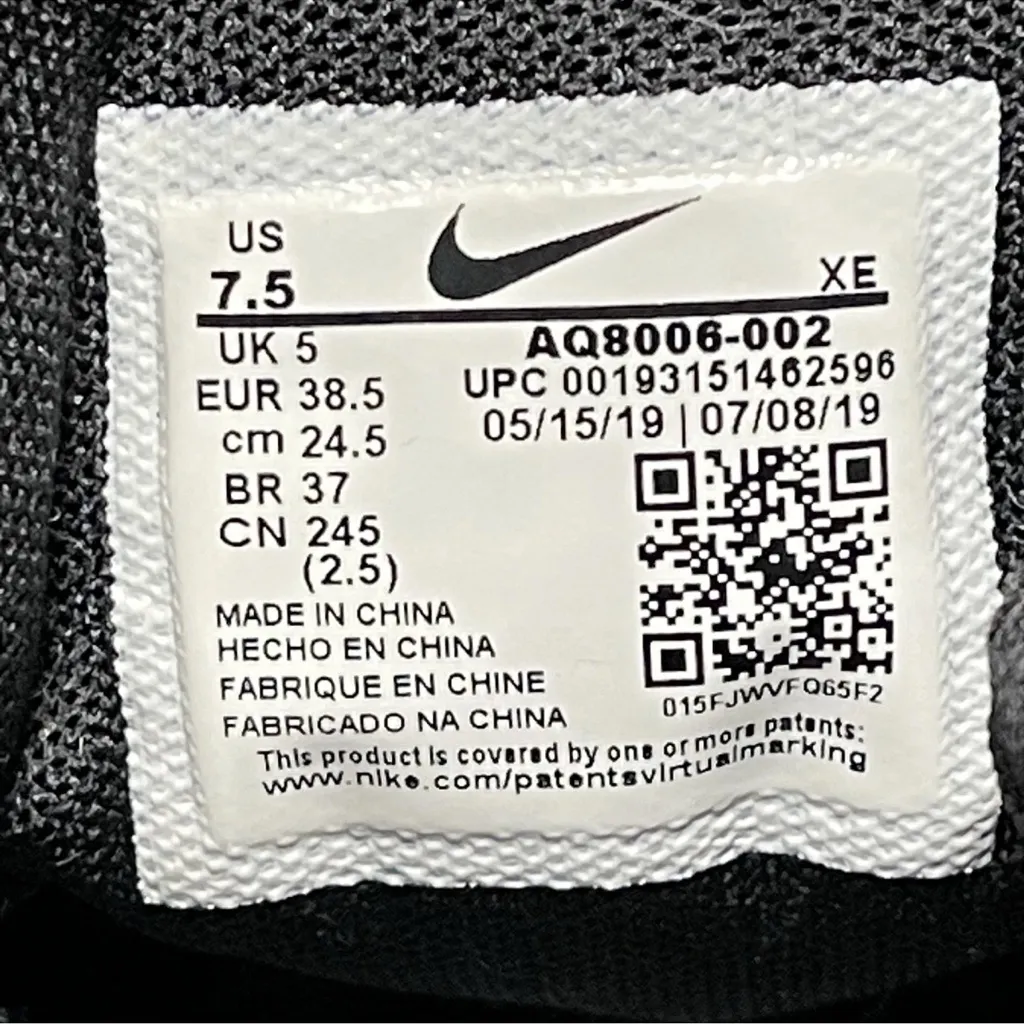 US
7.5
XE
UK 5
EUR 38.5
cm 24.5
BR 37
CN 245
(2.5)
AQ8006-002
UPC 00193151462596
05/15/19 | 07/08/19
MADE IN CHINA
HECHO EN CHINA
FABRIQUE EN CHINE
FABRICADO NA CHINA
015FJWVFQ65F2
This product is covered by one or more patents:
www.nike.com/patentsvirtualmarking